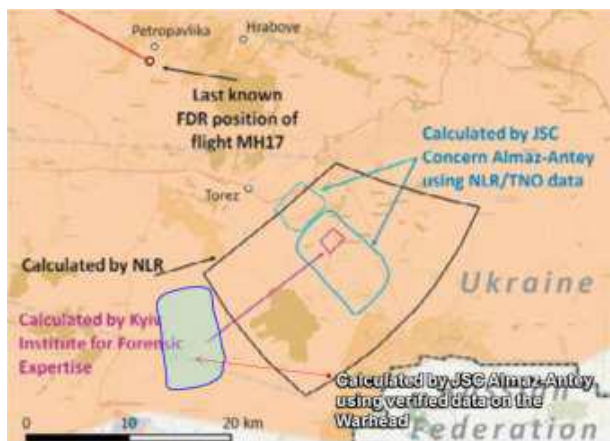 Petropavlika
Hrabove
Last known
FDR position of
flight MH17
Calculated by JSC
Concern Almaz-Antey
using NLR/TNO data
Torez
Calculated by NLR
Ukraine
Calculated by Kyiv
Institute for Forensic
Expertise
Calculated by JSC Almaz-Antey
using verified data on the
Warhead
Federation
0 10 20 km